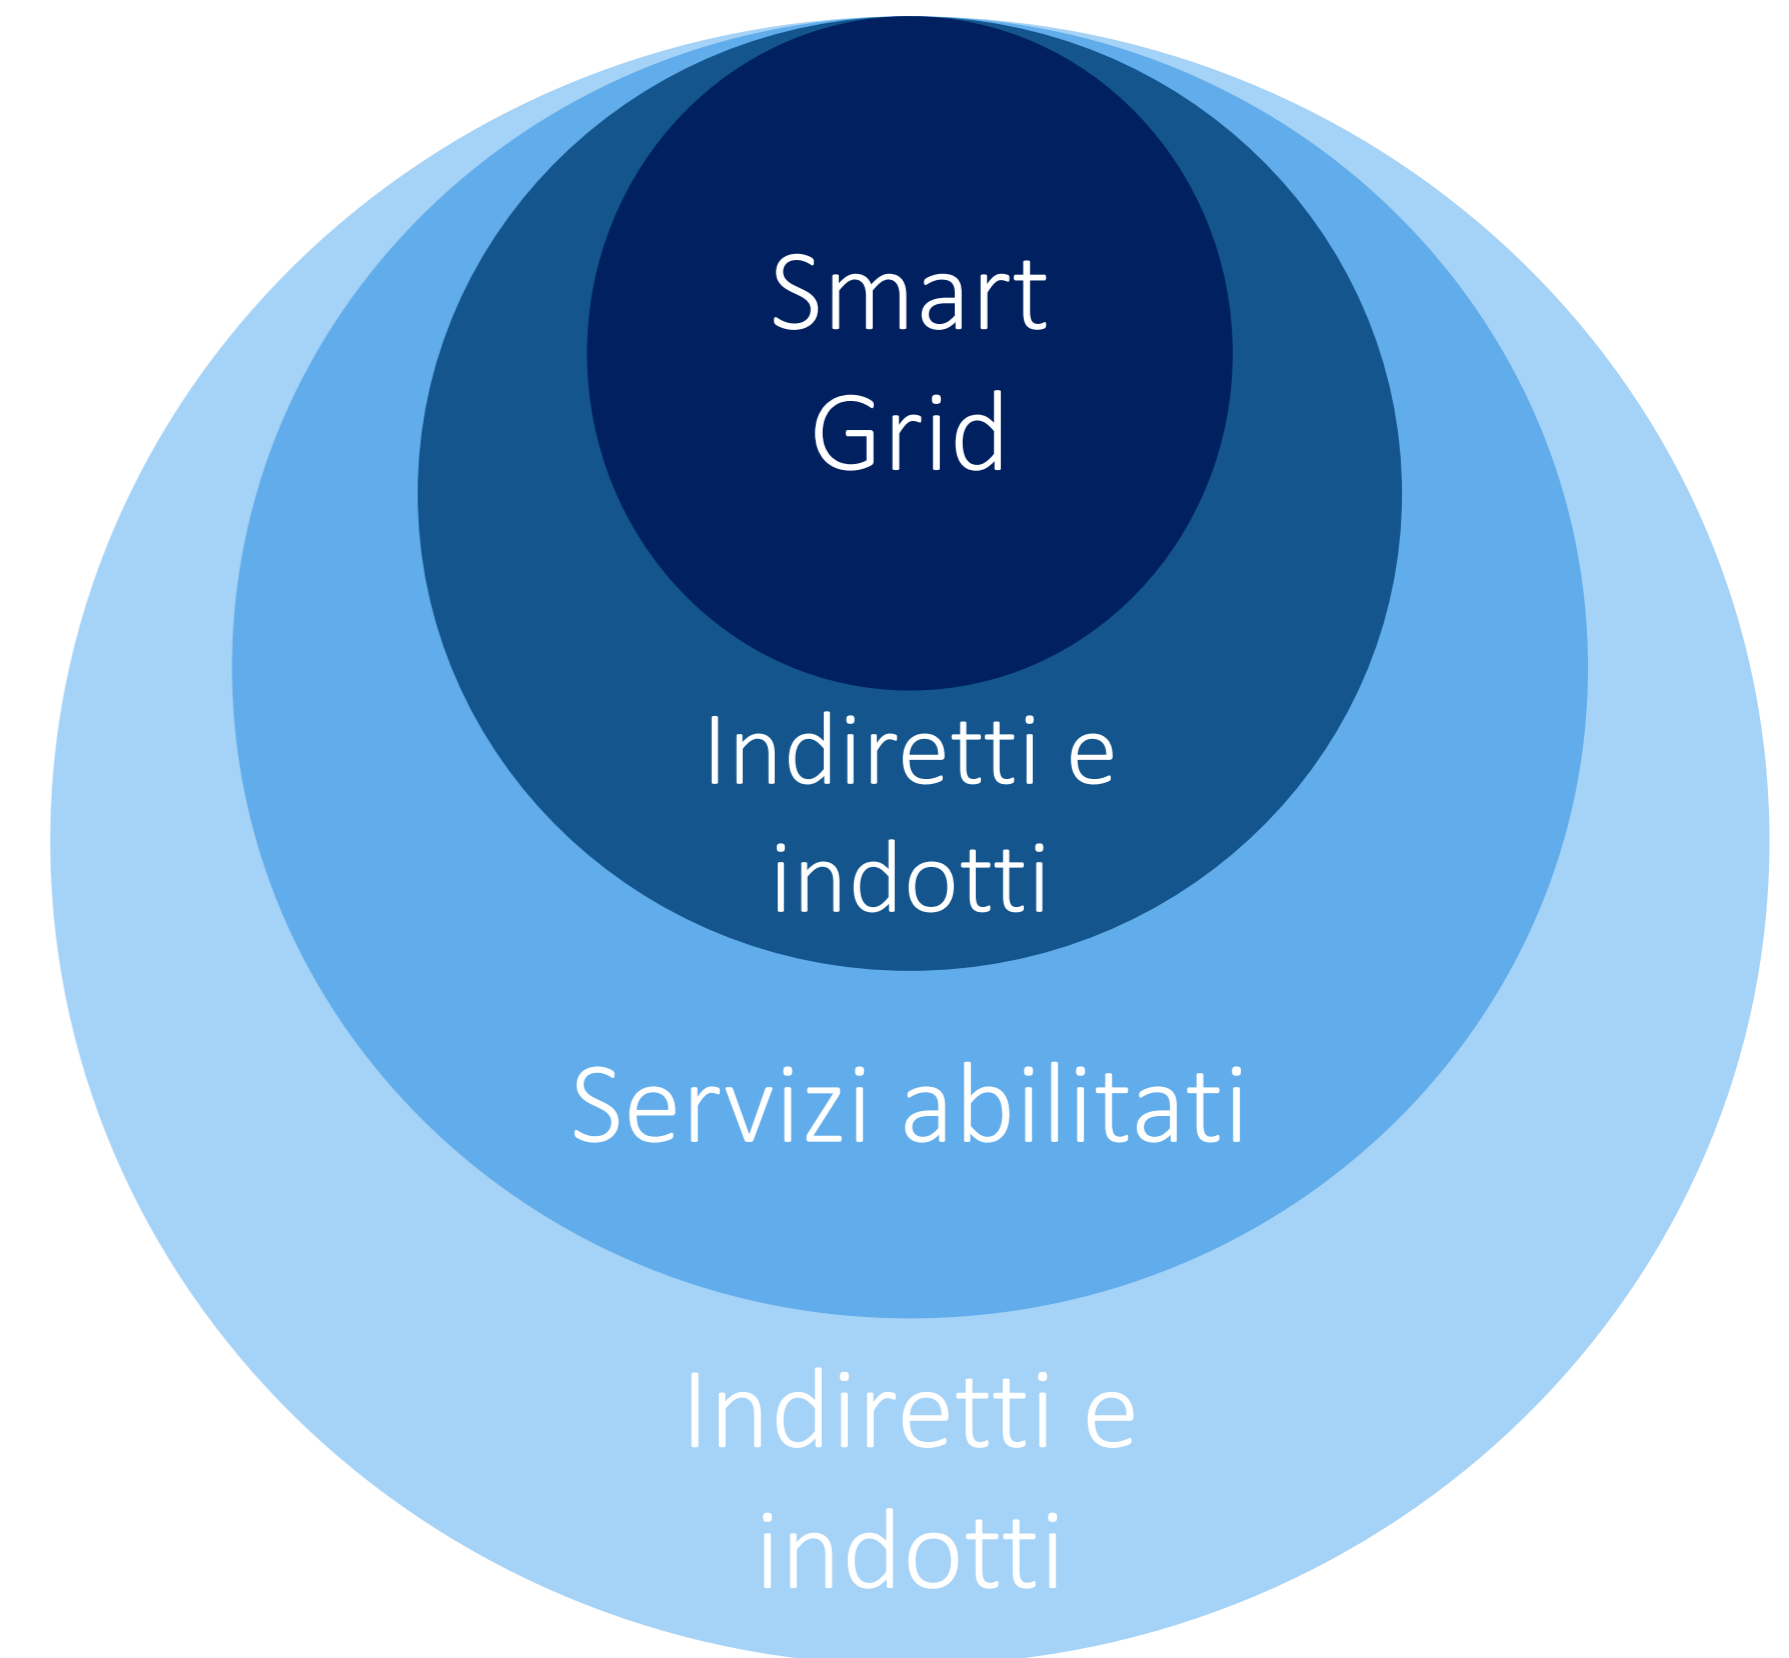 Smart
Grid
Indiretti e
indotti
Servizi abilitati
Indiretti e
indotti